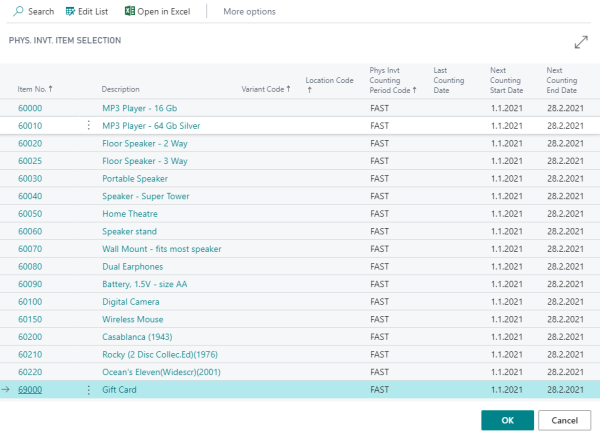 Search Edit List Open in Excel More options
PHYS. INVT. ITEM SELECTION
Item No. ↑ Description Variant Code ↑ Location Code ↑ Phys Invt Counting Period Code ↑ Last Counting Date Next Counting Start Date Next Counting End Date
60000 MP3 Player - 16 Gb FAST 1.1.2021 28.2.2021
60010 MP3 Player - 64 Gb Silver FAST 1.1.2021 28.2.2021
60020 Floor Speaker - 2 Way FAST 1.1.2021 28.2.2021
60025 Floor Speaker - 3 Way FAST 1.1.2021 28.2.2021
60030 Portable Speaker FAST 1.1.2021 28.2.2021
60040 Speaker - Super Tower FAST 1.1.2021 28.2.2021
60050 Home Theatre FAST 1.1.2021 28.2.2021
60060 Speaker stand FAST 1.1.2021 28.2.2021
60070 Wall Mount - fits most speaker FAST 1.1.2021 28.2.2021
60080 Dual Earphones FAST 1.1.2021 28.2.2021
60090 Battery, 1.5V - size AA FAST 1.1.2021 28.2.2021
60100 Digital Camera FAST 1.1.2021 28.2.2021
60150 Wireless Mouse FAST 1.1.2021 28.2.2021
60200 Casablanca (1943) FAST 1.1.2021 28.2.2021
60210 Rocky (2 Disc Collec.Ed)(1976) FAST 1.1.2021 28.2.2021
60220 Ocean's Eleven(Widescr)(2001) FAST 1.1.2021 28.2.2021
69000 Gift Card FAST 1.1.2021 28.2.2021
OK Cancel